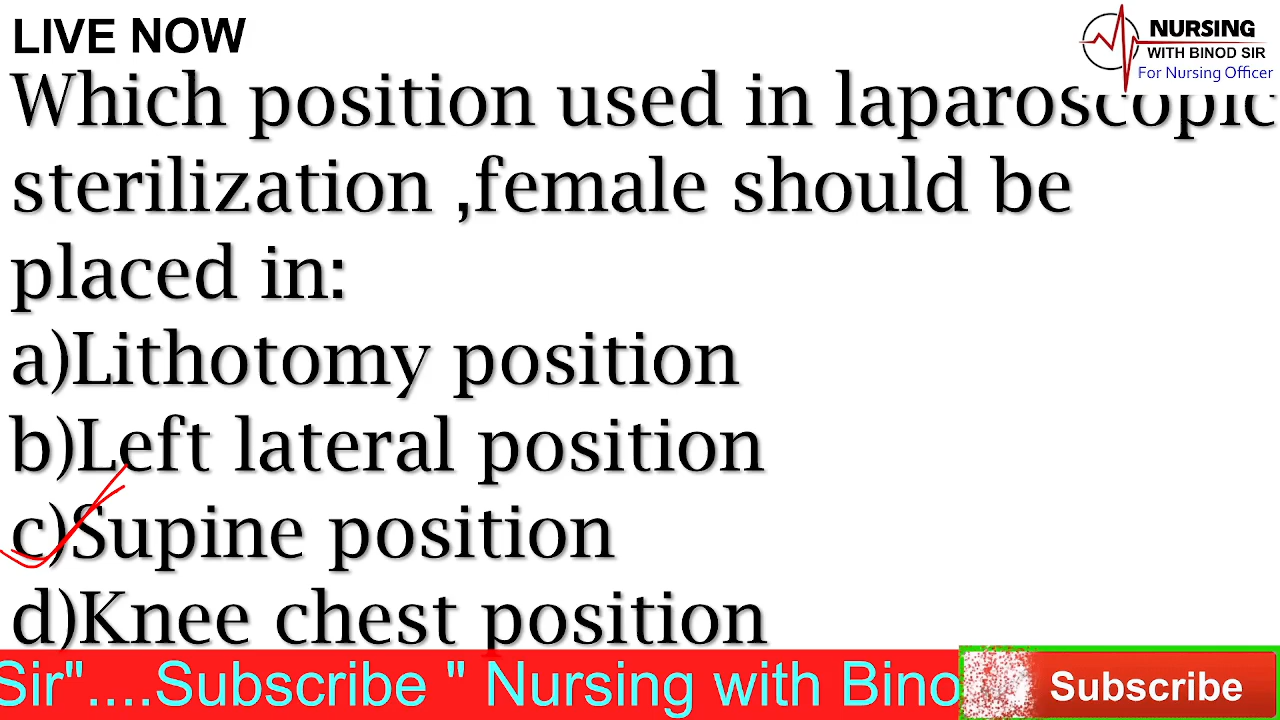 LIVE NOW
NURSING
WITH BINOD SIR
For Nursing Officer
Which position used in laparoscopic
sterilization ,female should be
placed in:
a)Lithotomy position
b)Left lateral position
c)Supine position
d)Knee chest position
Sir"....Subscribe " Nursing with Bino
Subscribe